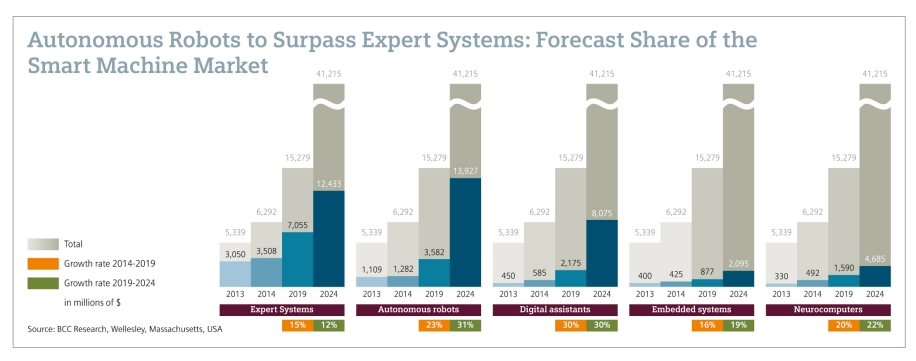 Autonomous Robots to Surpass Expert Systems: Forecast Share of the
Smart Machine Market
41,215
15,279
12,433
6,292
7,055
5,339
3,050
3,508
2013 2014 2019 2024
Expert Systems
15% 12%
41,215
15,279
13,927
6,292
5,339
3,582
1,109
1,282
2013 2014 2019 2024
Autonomous robots
23% 31%
41,215
15,279
8,075
6,292
5,339
2,175
450
585
2013 2014 2019 2024
Digital assistants
30% 30%
41,215
15,279
6,292
5,339
2,095
877
400
425
2013 2014 2019 2024
Embedded systems
16% 19%
41,215
15,279
6,292
5,339
4,685
1,590
330
492
2013 2014 2019 2024
Neurocomputers
20% 22%
Total
Growth rate 2014-2019
Growth rate 2019-2024
in millions of $
Source: BCC Research, Wellesley, Massachusetts, USA